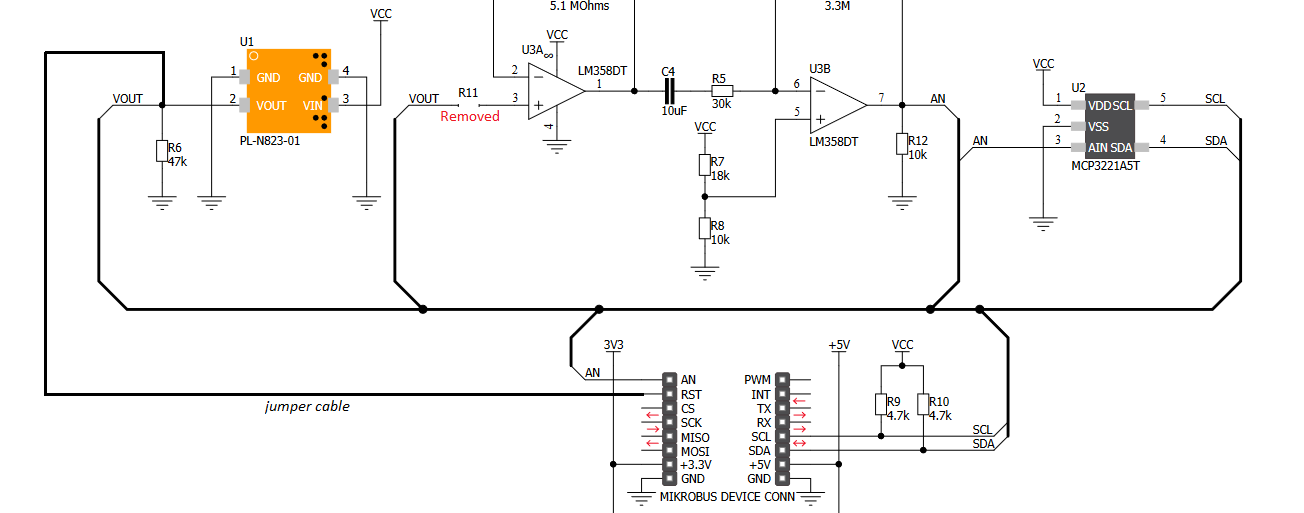 5.1 MOhms
3.3M
VCC
U1
GND GND
1 4
VOUT VIN
2 3
PL-N823-01
VOUT
R6
47k
VOUT
R11
Removed
U3A
VCC
8
2
3
1
4
LM358DT
C4
10uF
R5
30k
VCC
R7
18k
R8
10k
U3B
6
5
7
LM358DT
AN
R12
10k
AN
VCC
U2
1 VDD SCL 5
2 VSS
3 AIN SDA 4
MCP3221A5T
SCL
SDA
jumper cable
3V3
+5V
VCC
AN
AN PWM
RST INT
CS TX
SCK RX
MISO SCL
MOSI SDA
+3.3V +5V
GND GND
MIKROBUS DEVICE CONN
R9
4.7k
R10
4.7k
SCL
SDA